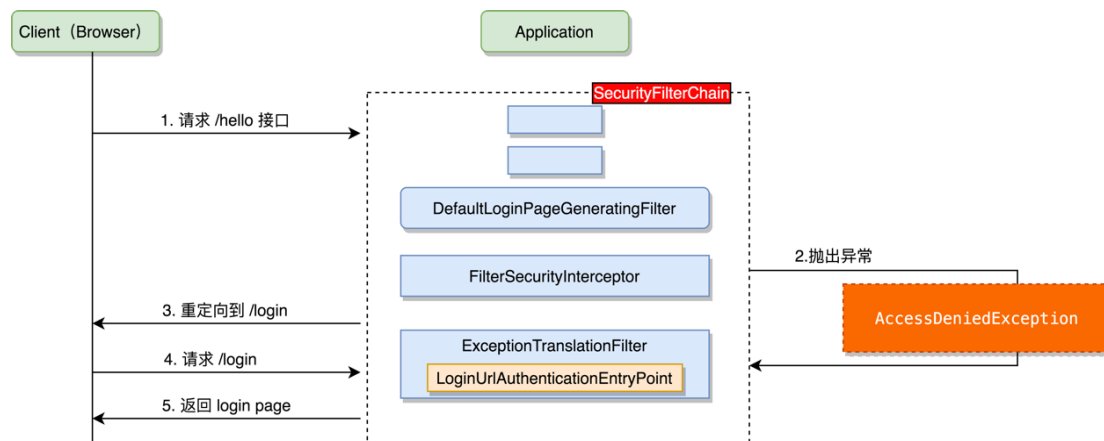 Client（Browser）
Application
SecurityFilterChain
1. 请求 /hello 接口
DefaultLoginPageGeneratingFilter
2.抛出异常
FilterSecurityInterceptor
3. 重定向到 /login
AccessDeniedException
ExceptionTranslationFilter
4. 请求 /login
LoginUrlAuthenticationEntryPoint
5. 返回 login page